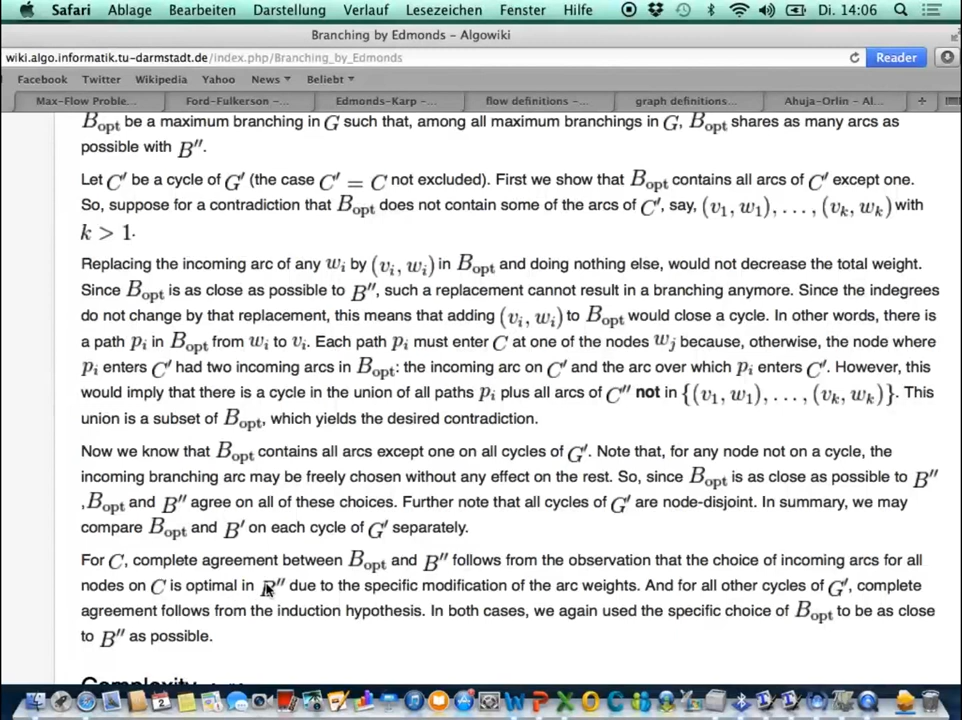 Safari Ablage Bearbeiten Darstellung Verlauf Lesezeichen Fenster Hilfe Di. 14:06
Branching by Edmonds – Algowiki
wiki.algo.informatik.tu-darmstadt.de/index.php/Branching_by_Edmonds Reader
Facebook Twitter Wikipedia Yahoo News ▾ Beliebt ▾
Max-Flow Proble... Ford-Fulkerson –... Edmonds-Karp –... flow definitions –... graph definitions... Ahuja-Orlin – Al... +
B_opt be a maximum branching in G such that, among all maximum branchings in G, B_opt shares as many arcs as
possible with B″.
Let C′ be a cycle of G′ (the case C′ = C not excluded). First we show that B_opt contains all arcs of C′ except one.
So, suppose for a contradiction that B_opt does not contain some of the arcs of C′, say, (v₁, w₁), . . . , (vₖ, wₖ) with
k > 1.
Replacing the incoming arc of any wᵢ by (vᵢ, wᵢ) in B_opt and doing nothing else, would not decrease the total weight.
Since B_opt is as close as possible to B″, such a replacement cannot result in a branching anymore. Since the indegrees
do not change by that replacement, this means that adding (vᵢ, wᵢ) to B_opt would close a cycle. In other words, there is
a path pᵢ in B_opt from wᵢ to vᵢ. Each path pᵢ must enter C at one of the nodes wⱼ because, otherwise, the node where
pᵢ enters C′ had two incoming arcs in B_opt: the incoming arc on C′ and the arc over which pᵢ enters C′. However, this
would imply that there is a cycle in the union of all paths pᵢ plus all arcs of C″ not in {(v₁, w₁), . . . , (vₖ, wₖ)}. This
union is a subset of B_opt, which yields the desired contradiction.
Now we know that B_opt contains all arcs except one on all cycles of G′. Note that, for any node not on a cycle, the
incoming branching arc may be freely chosen without any effect on the rest. So, since B_opt is as close as possible to B″
,B_opt and B″ agree on all of these choices. Further note that all cycles of G′ are node-disjoint. In summary, we may
compare B_opt and B′ on each cycle of G′ separately.
For C, complete agreement between B_opt and B″ follows from the observation that the choice of incoming arcs for all
nodes on C is optimal in B″ due to the specific modification of the arc weights. And for all other cycles of G′, complete
agreement follows from the induction hypothesis. In both cases, we again used the specific choice of B_opt to be as close
to B″ as possible.
Complexity